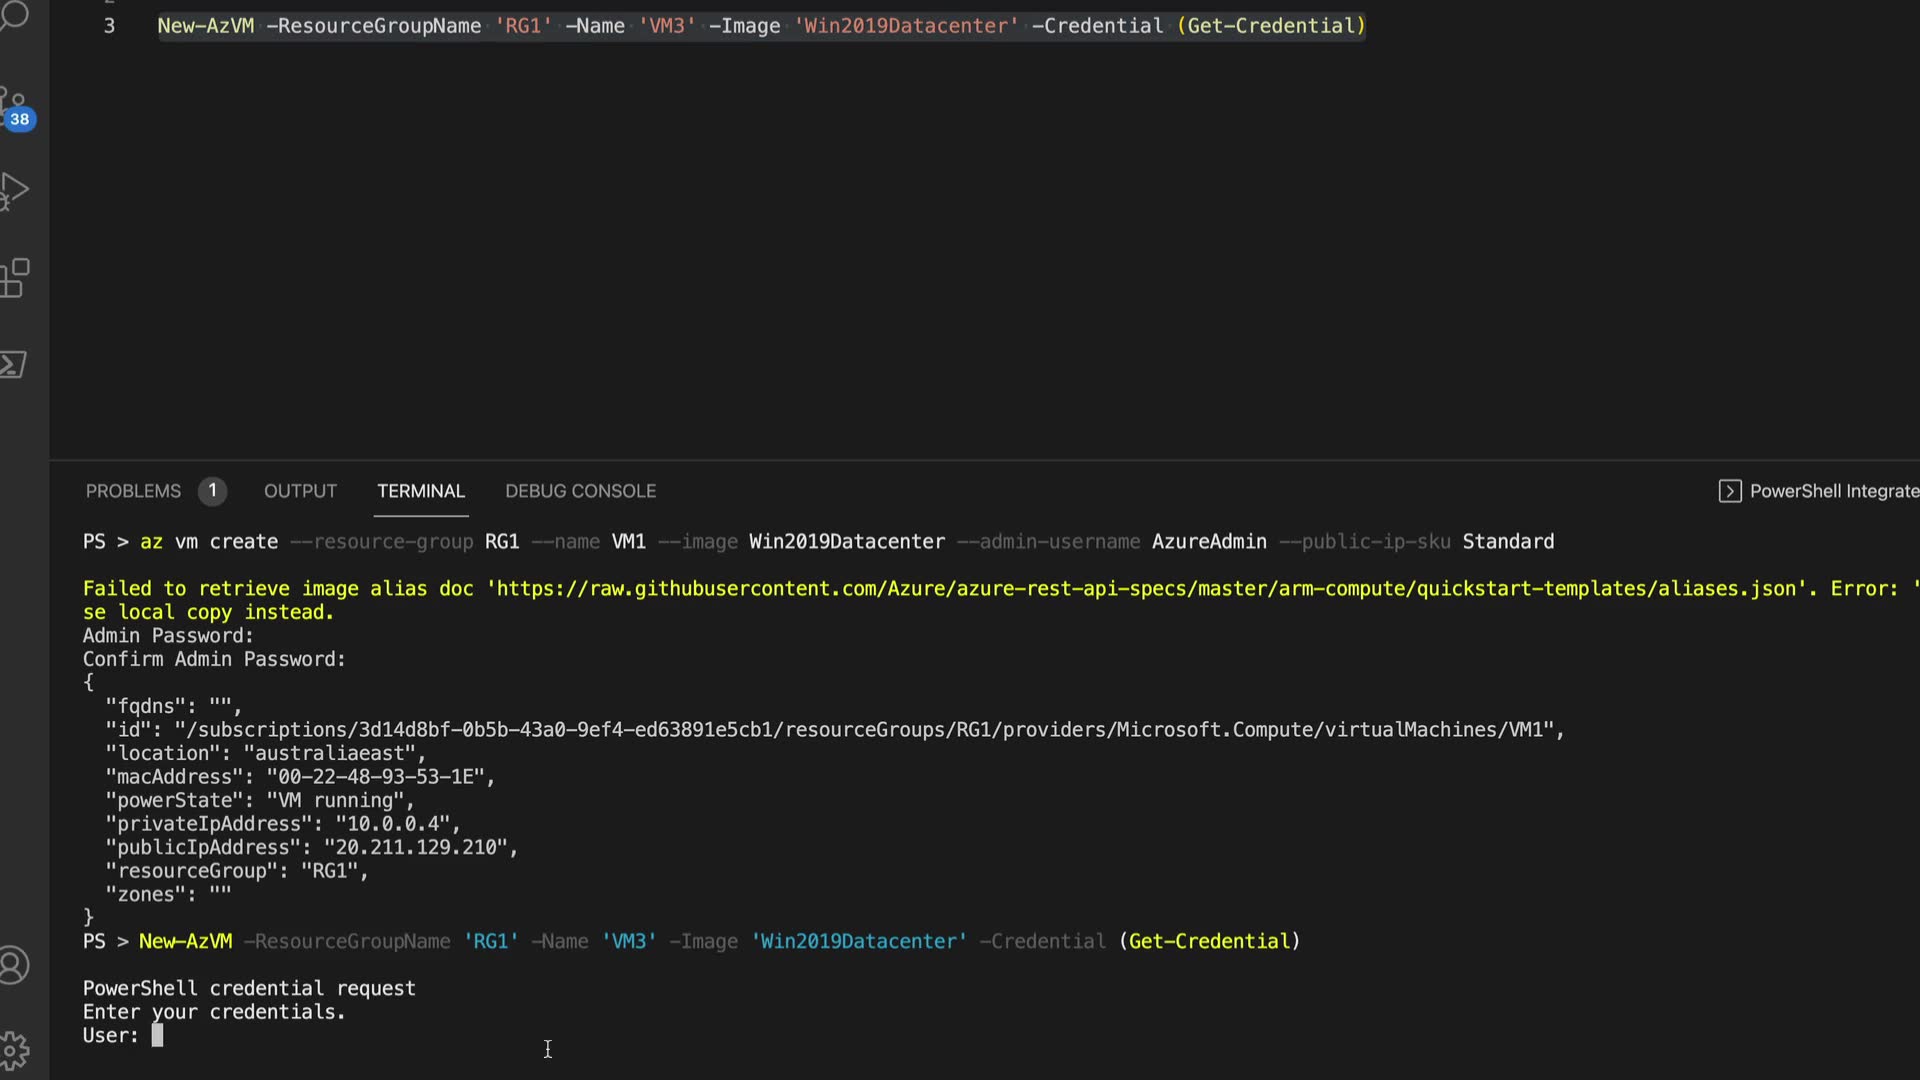 3 New-AzVM -ResourceGroupName 'RG1' -Name 'VM3' -Image 'Win2019Datacenter' -Credential (Get-Credential)
38
PROBLEMS 1 OUTPUT TERMINAL DEBUG CONSOLE PowerShell Integrate
PS > az vm create --resource-group RG1 --name VM1 --image Win2019Datacenter --admin-username AzureAdmin --public-ip-sku Standard
Failed to retrieve image alias doc 'https://raw.githubusercontent.com/Azure/azure-rest-api-specs/master/arm-compute/quickstart-templates/aliases.json'. Error: '
se local copy instead.
Admin Password:
Confirm Admin Password:
{
"fqdns": "",
"id": "/subscriptions/3d14d8bf-0b5b-43a0-9ef4-ed63891e5cb1/resourceGroups/RG1/providers/Microsoft.Compute/virtualMachines/VM1",
"location": "australiaeast",
"macAddress": "00-22-48-93-53-1E",
"powerState": "VM running",
"privateIpAddress": "10.0.0.4",
"publicIpAddress": "20.211.129.210",
"resourceGroup": "RG1",
"zones": ""
}
PS > New-AzVM -ResourceGroupName 'RG1' -Name 'VM3' -Image 'Win2019Datacenter' -Credential (Get-Credential)
PowerShell credential request
Enter your credentials.
User: